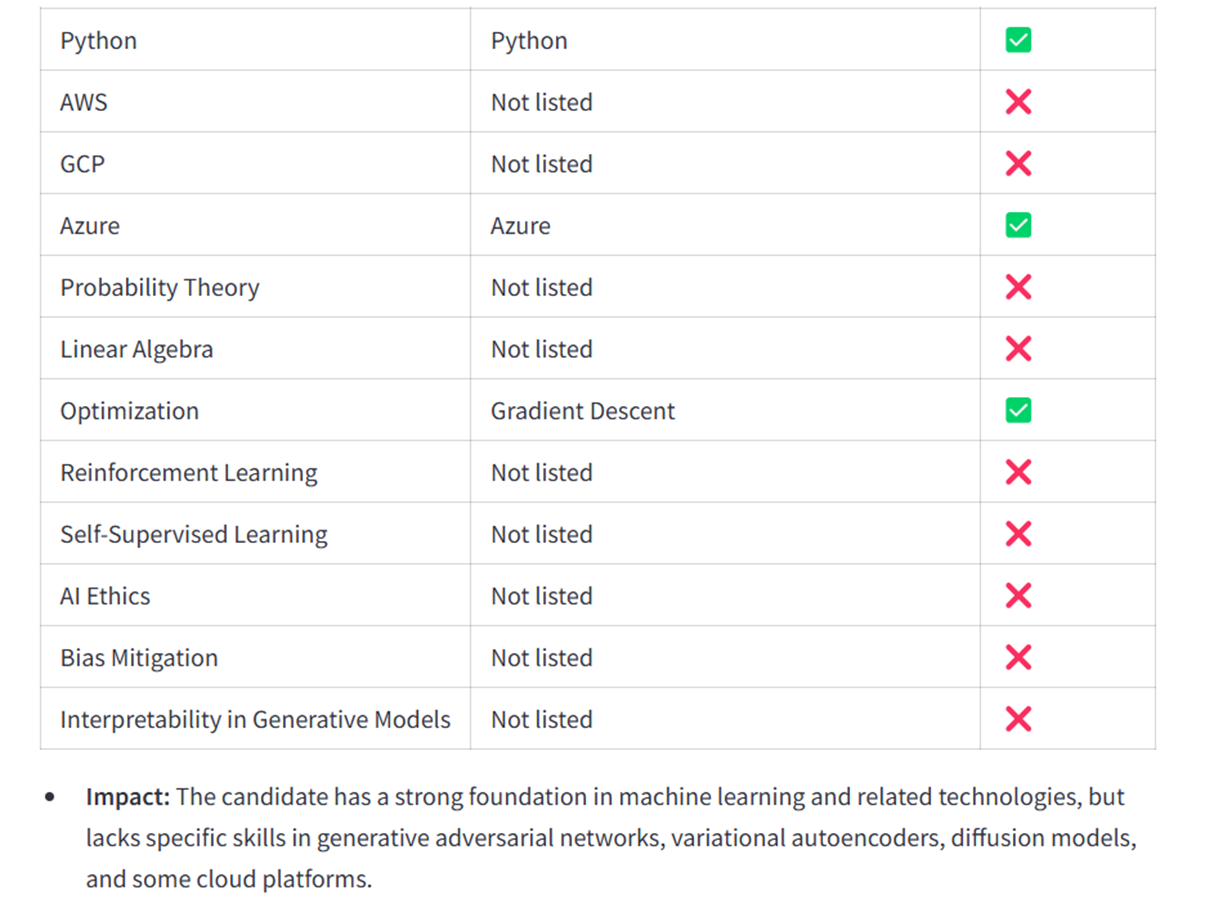 Python Python ✅
AWS Not listed ❌
GCP Not listed ❌
Azure Azure ✅
Probability Theory Not listed ❌
Linear Algebra Not listed ❌
Optimization Gradient Descent ✅
Reinforcement Learning Not listed ❌
Self-Supervised Learning Not listed ❌
AI Ethics Not listed ❌
Bias Mitigation Not listed ❌
Interpretability in Generative Models Not listed ❌
• Impact: The candidate has a strong foundation in machine learning and related technologies, but
lacks specific skills in generative adversarial networks, variational autoencoders, diffusion models,
and some cloud platforms.